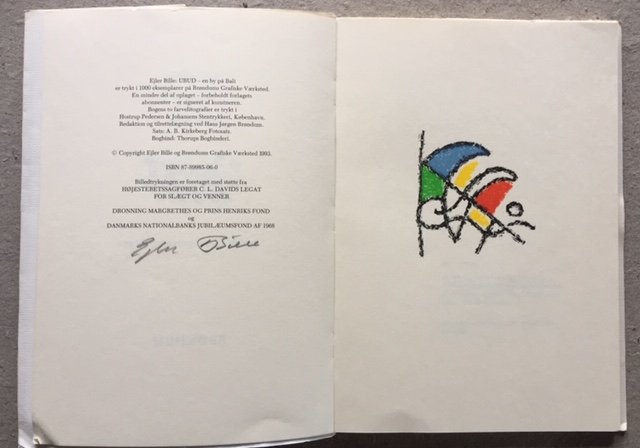 Ejler Bille: UBUD – en by på Bali
er trykt i 1000 eksemplarer på Brøndums Grafiske Værksted.
En mindre del af oplaget – forbeholdt forlagets
abonnenter – er signeret af kunstneren.
Bogens to farvelitografier er trykt i
Hostrup Pedersen & Johansens Stentrykkeri, København.
Redaktion og tilrettelægning ved Hans Jørgen Brøndum.
Sats: A. B. Kirkeberg Fotosats.
Bogbind: Thorups Bogbinderi.
© Copyright Ejler Bille og Brøndums Grafiske Værksted 1993.
ISBN 87-89985-06-0
Billedtrykningen er foretaget med støtte fra
HØJESTERETSSAGFØRER C. L. DAVIDS LEGAT
FOR SLÆGT OG VENNER
DRONNING MARGRETHES OG PRINS HENRIKS FOND
og
DANMARKS NATIONALBANKS JUBILÆUMSFOND AF 1968
Ejler Bille